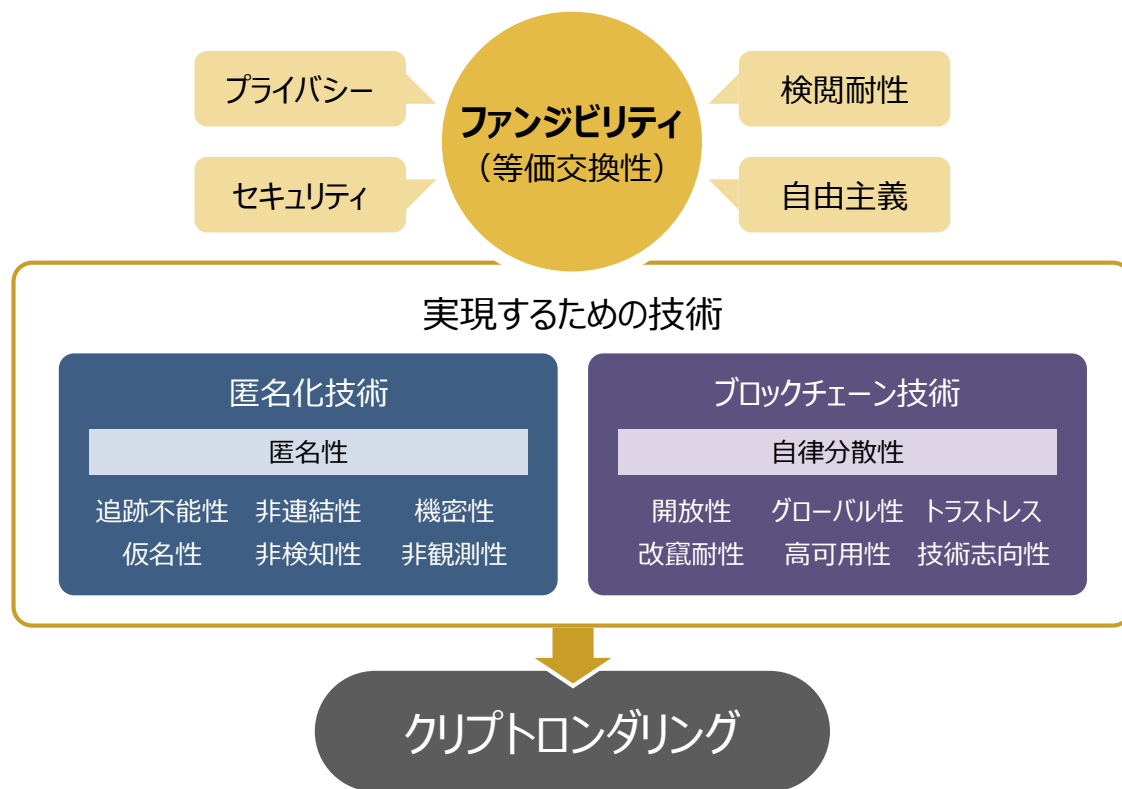 プライバシー
セキュリティ
ファンジビリティ
（等価交換性）
検閲耐性
自由主義
実現するための技術
匿名化技術
匿名性
追跡不能性 非連結性 機密性
仮名性 非検知性 非観測性
ブロックチェーン技術
自律分散性
開放性 グローバル性 トラストレス
改竄耐性 高可用性 技術志向性
クリプトロンダリング